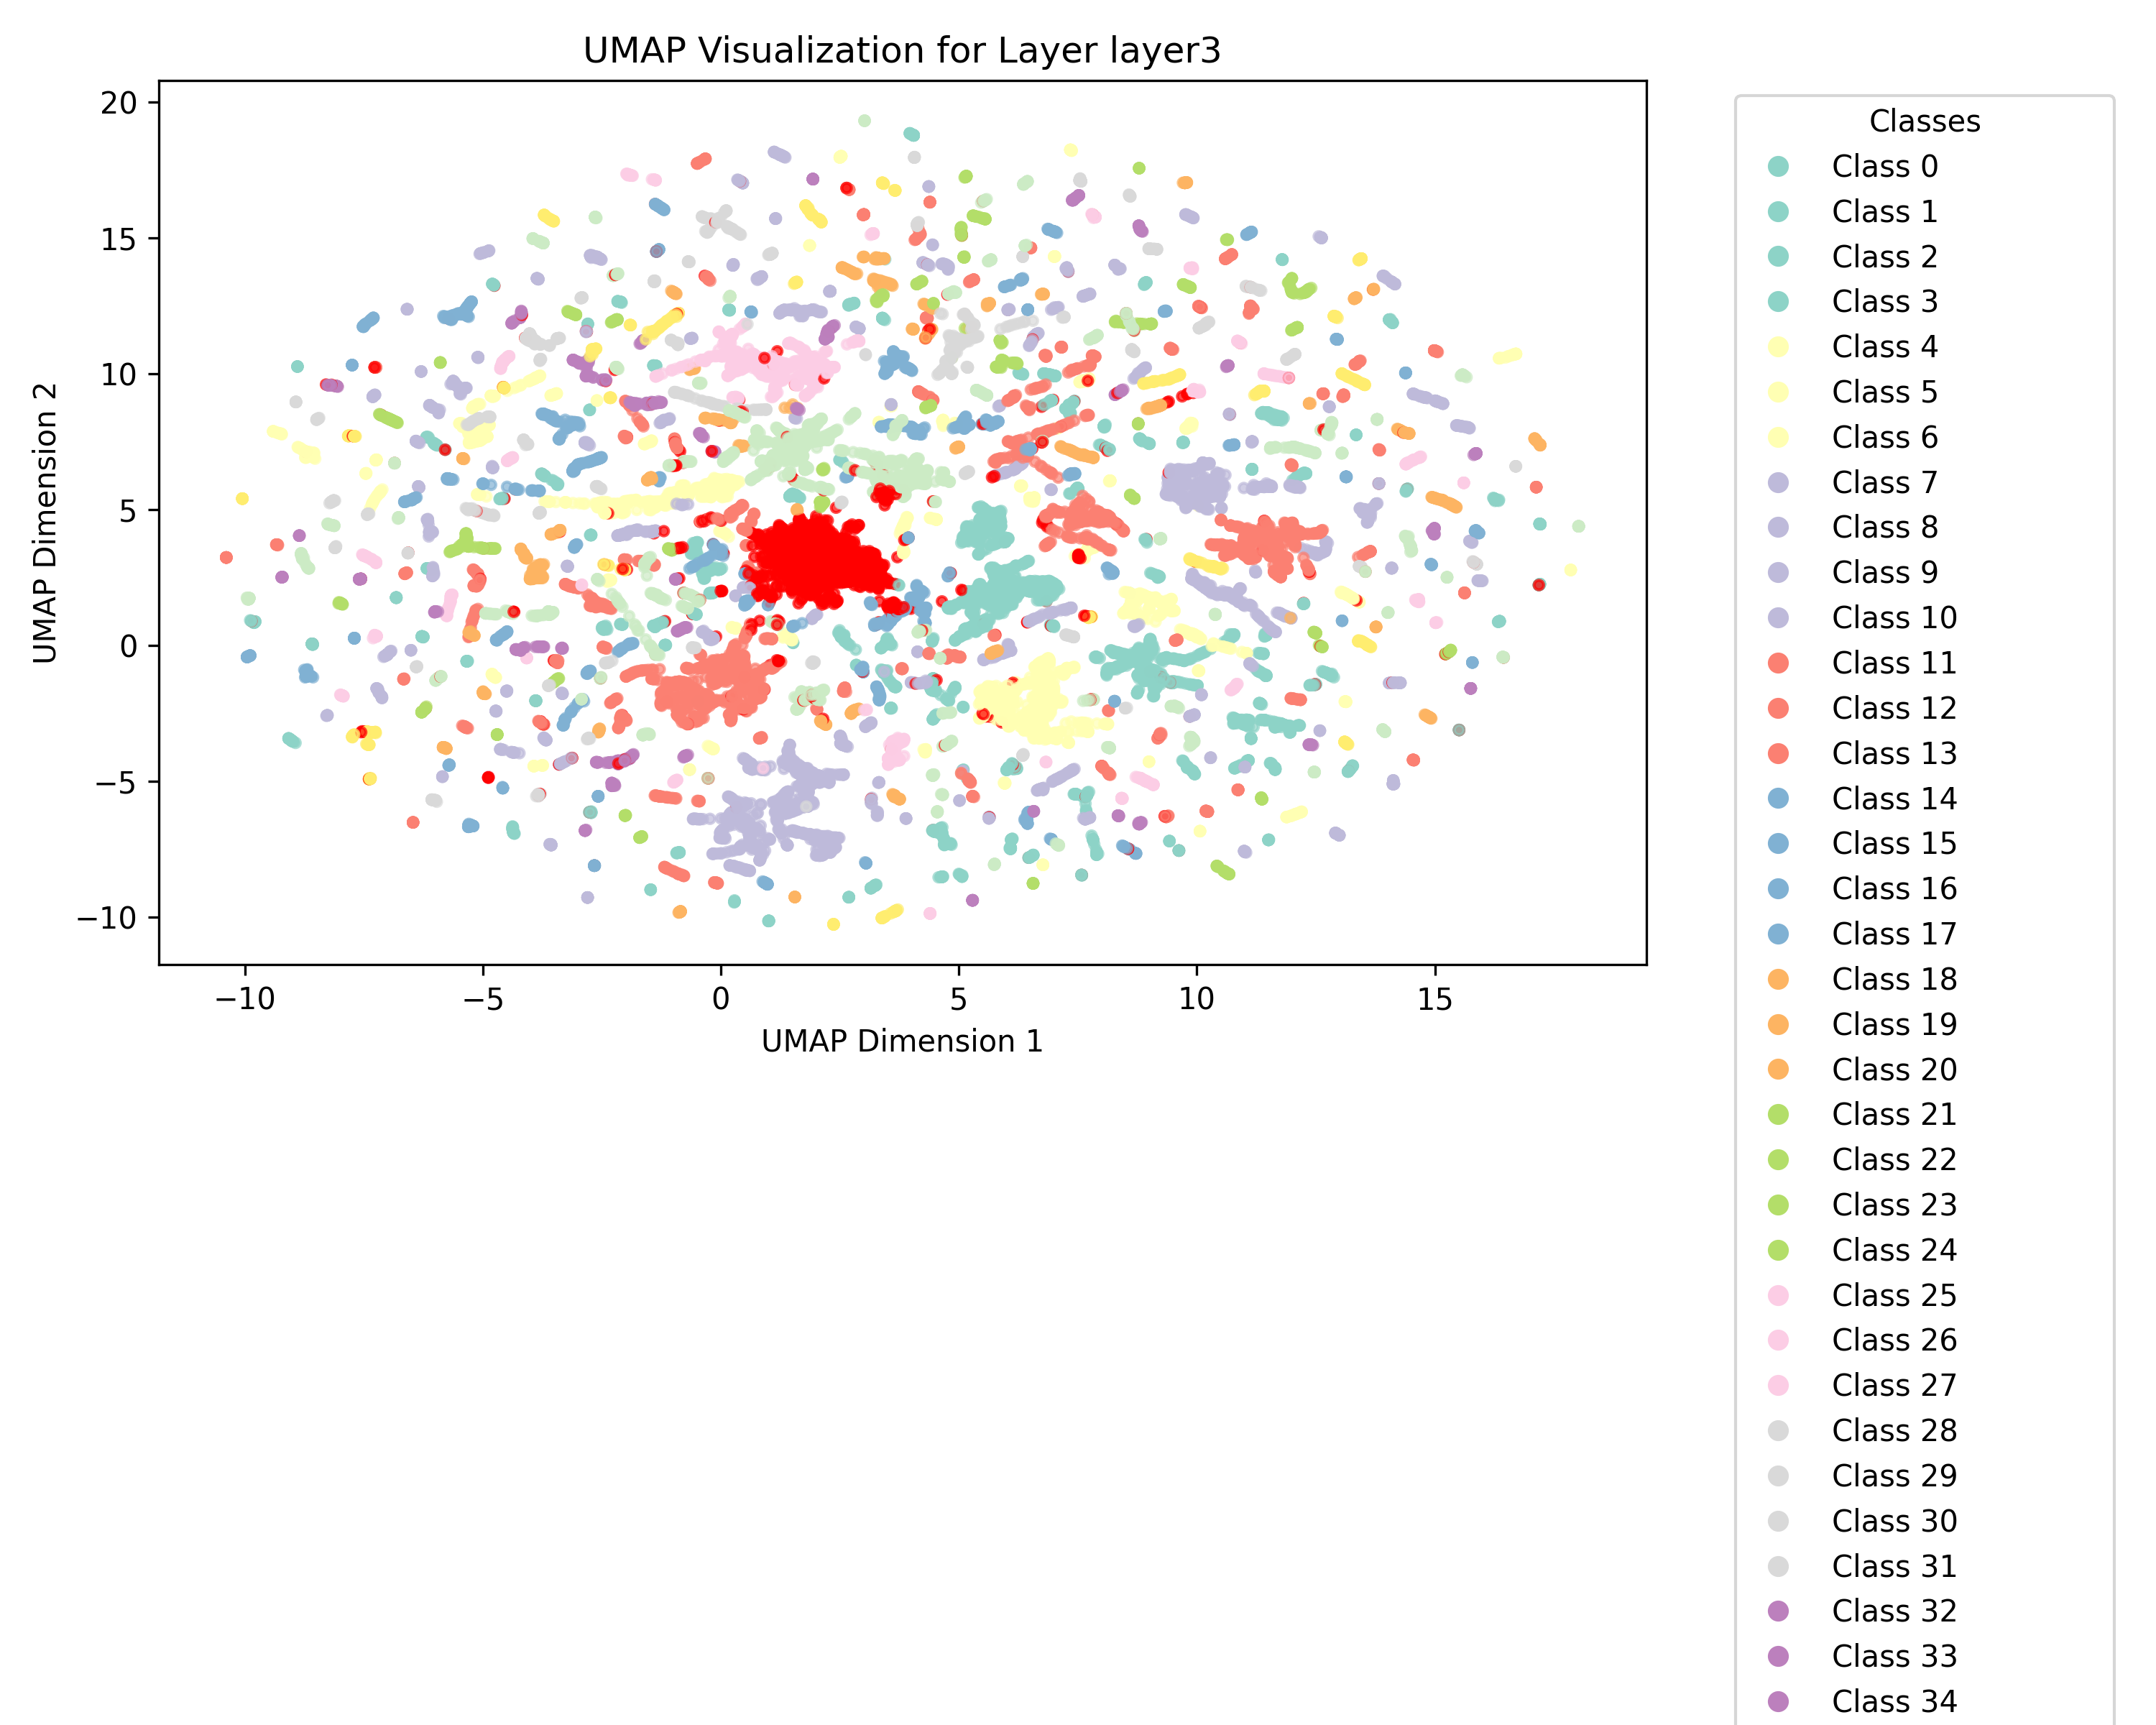 UMAP Visualization for Layer layer3
20
15
10
5
0
−5
−10
UMAP Dimension 2
−10
−5
0
5
10
15
UMAP Dimension 1
Classes
Class 0
Class 1
Class 2
Class 3
Class 4
Class 5
Class 6
Class 7
Class 8
Class 9
Class 10
Class 11
Class 12
Class 13
Class 14
Class 15
Class 16
Class 17
Class 18
Class 19
Class 20
Class 21
Class 22
Class 23
Class 24
Class 25
Class 26
Class 27
Class 28
Class 29
Class 30
Class 31
Class 32
Class 33
Class 34